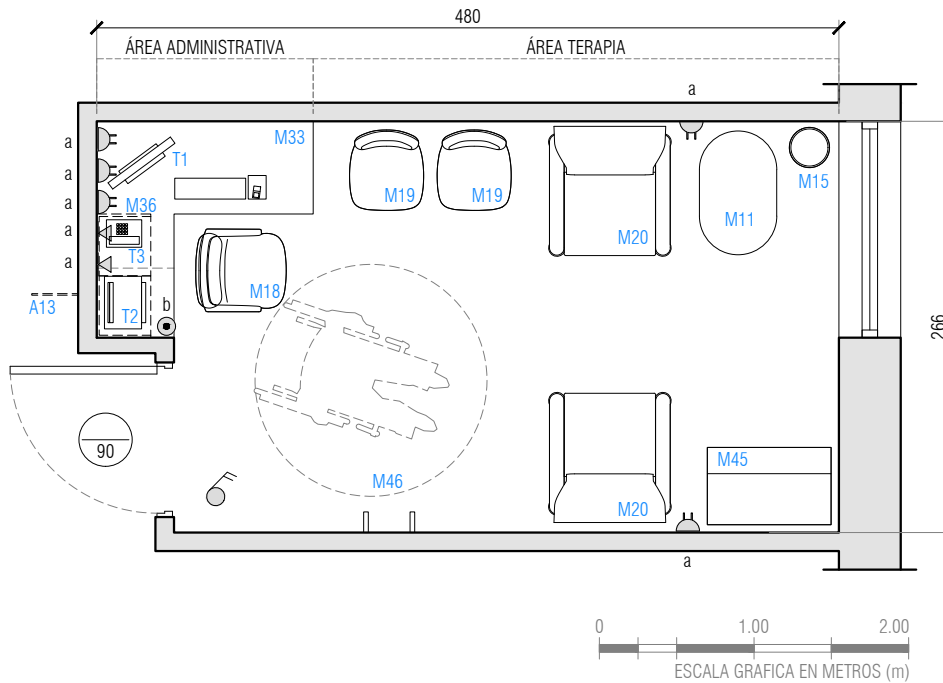 480
ÁREA ADMINISTRATIVA
ÁREA TERAPIA
a
M33
a
T1
M15
M19
M19
a
M36
a
M20
M11
a
T3
a
M18
A13
T2
b
266
90
M45
M46
M20
a
0
1.00
2.00
ESCALA GRAFICA EN METROS (m)